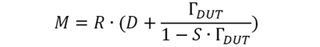 M = R · (D + Γ_DUT / (1 − S · Γ_DUT))